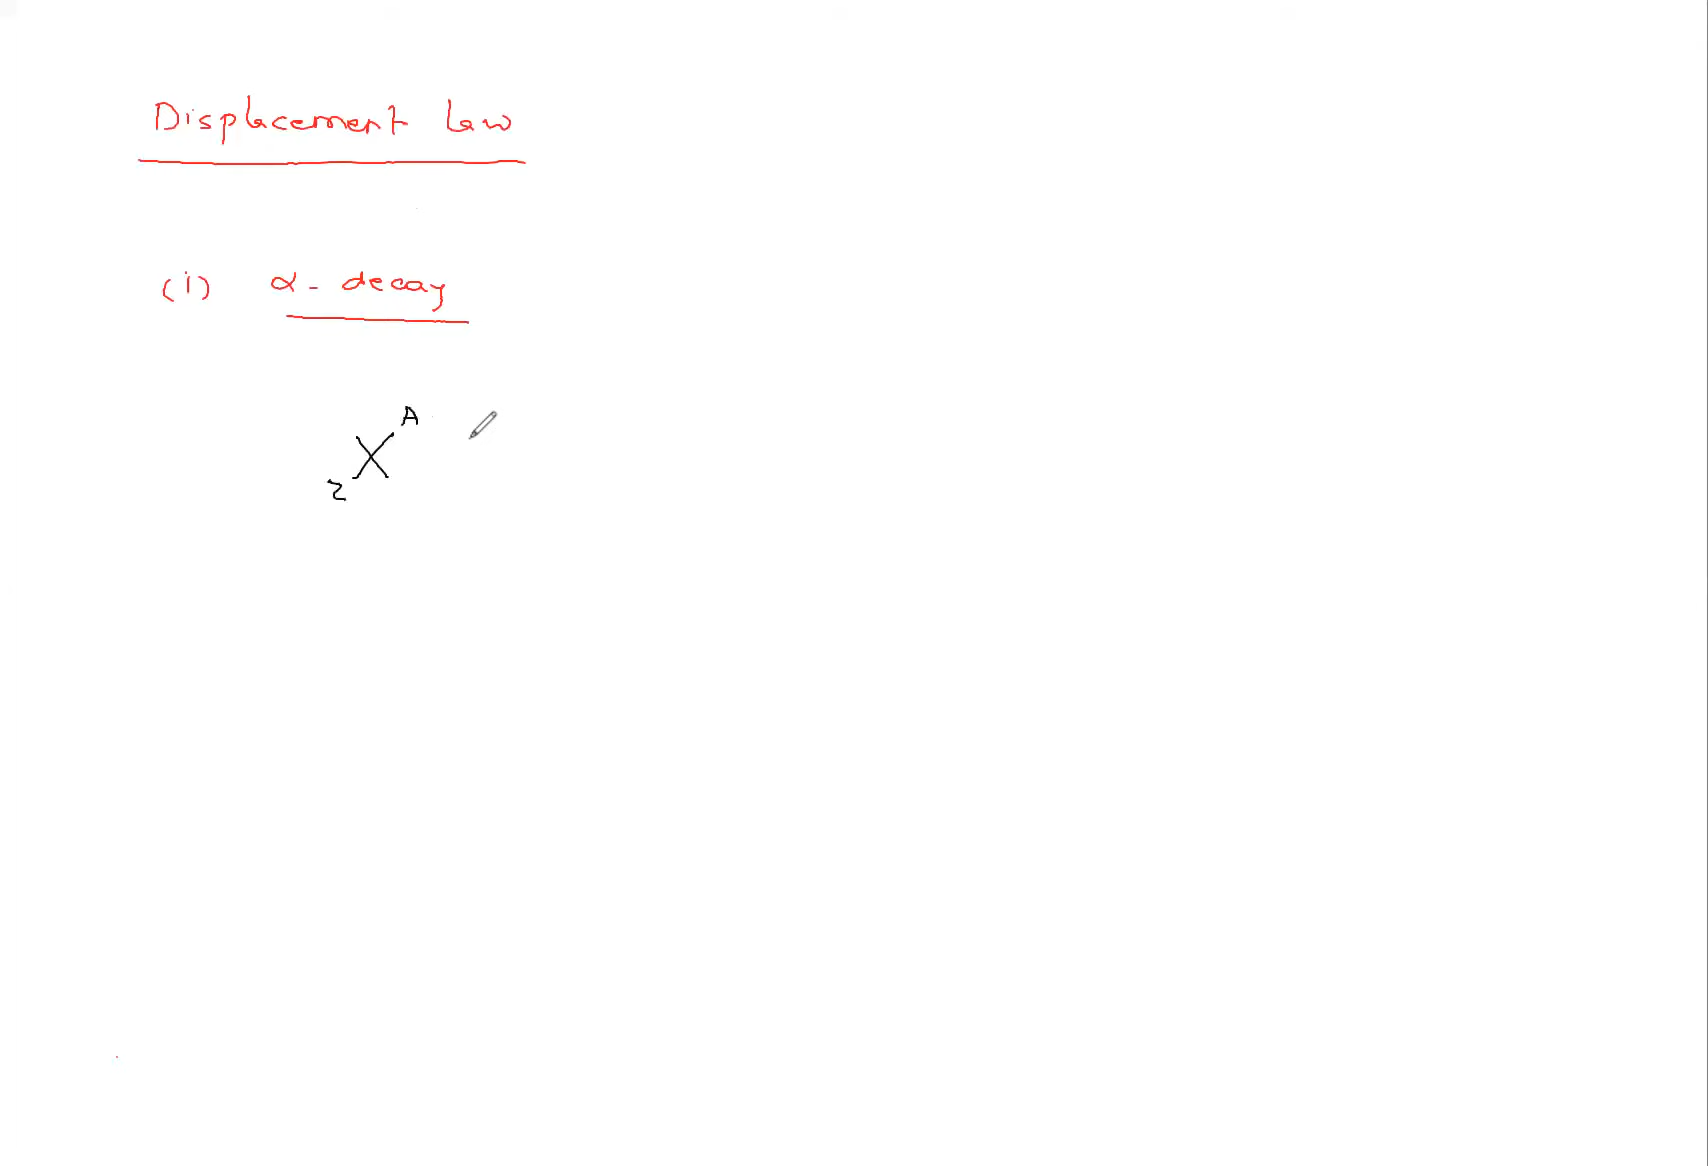 Displacement law
(i) α - decay
A
X
Z